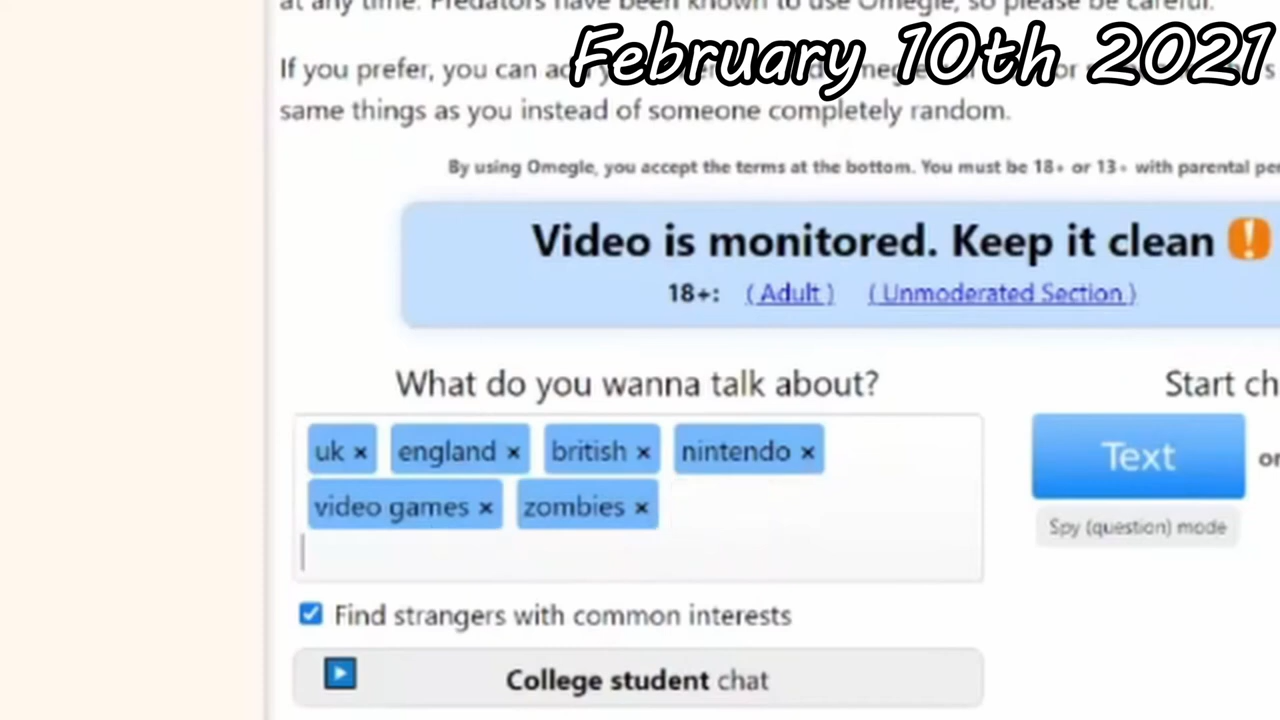 at any time. Predators have been known to use Omegle, so please be careful.
February 10th 2021
If you prefer, you can ad
same things as you instead of someone completely random.
By using Omegle, you accept the terms at the bottom. You must be 18+ or 13+ with parental per
Video is monitored. Keep it clean❗
18+: (Adult) (Unmoderated Section)
What do you wanna talk about?
Start ch
uk × england × british × nintendo ×
Text or
video games × zombies ×
Spy (question) mode
Find strangers with common interests
College student chat